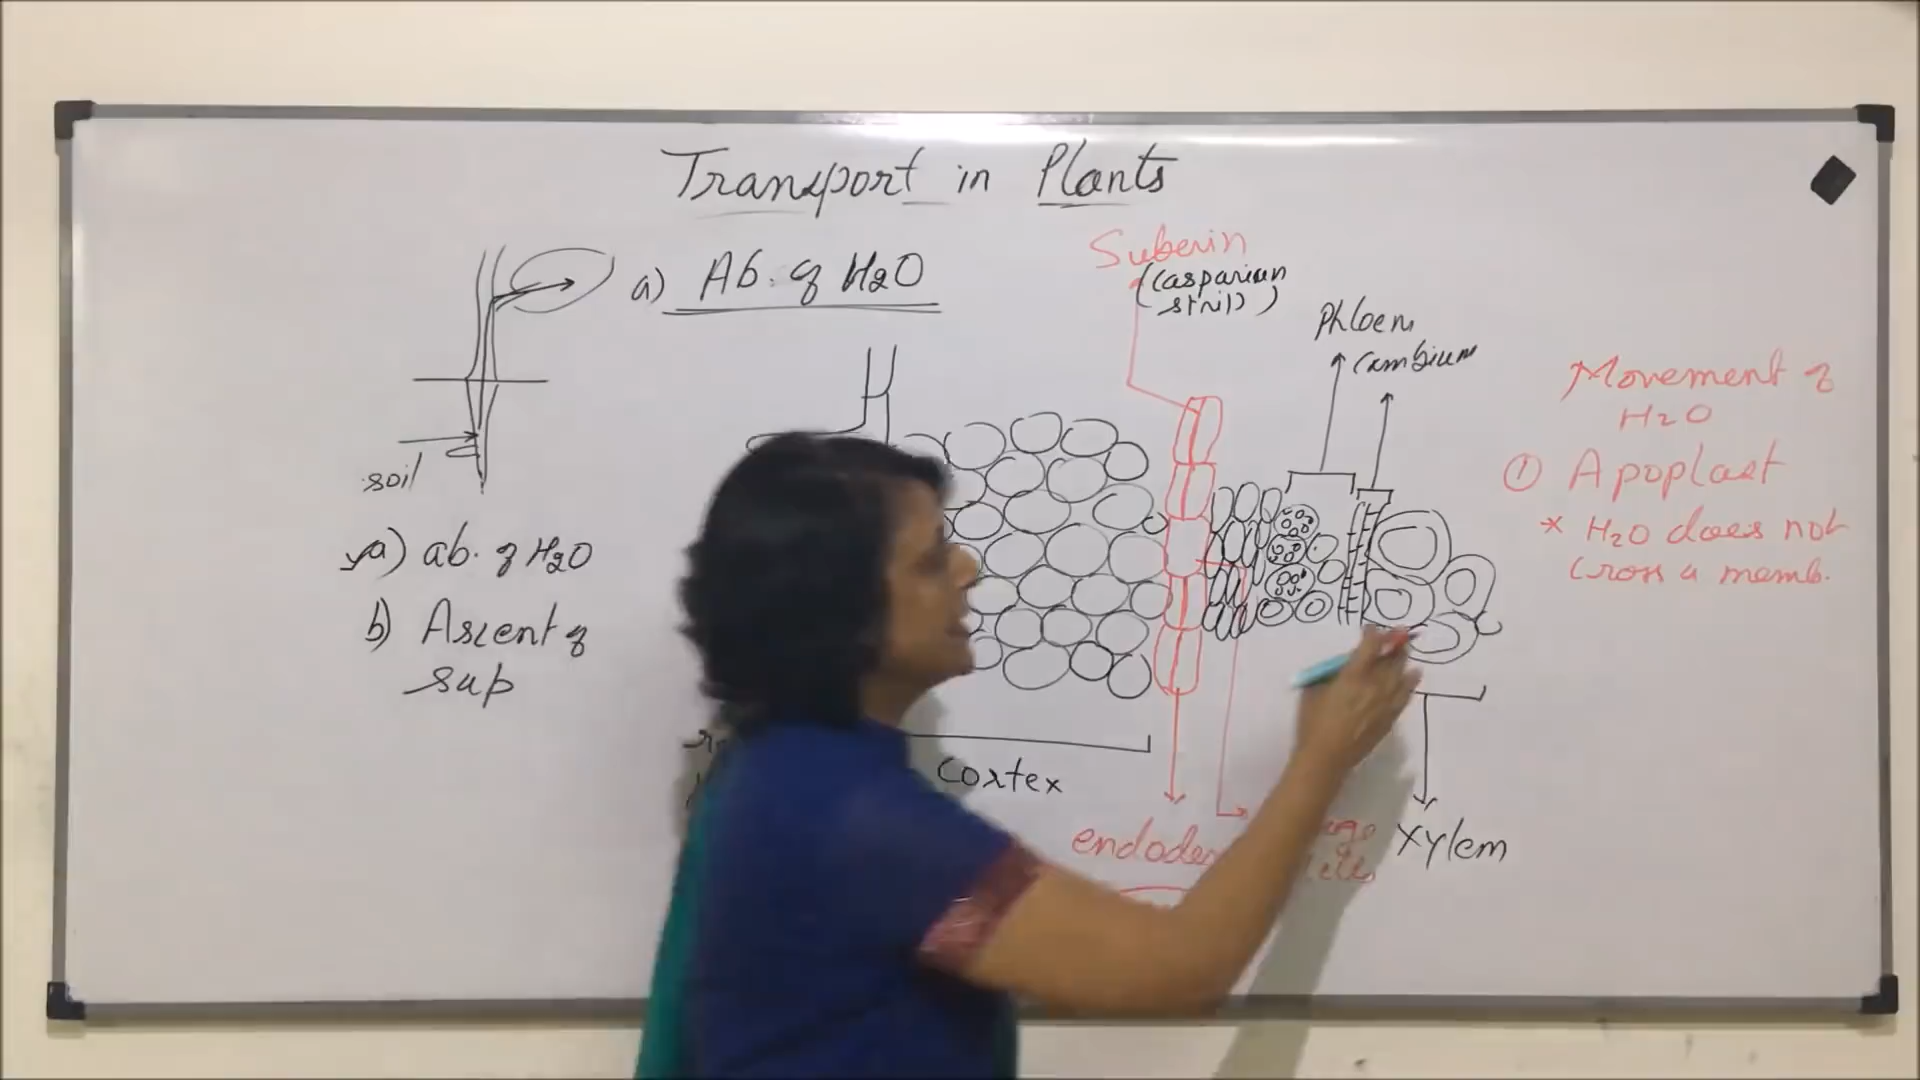 Transport in Plants
a) Ab. of H2O
soil
a) ab. of H2O
b) Ascent of
sap
Suberin
(casparian
strip)
Phloem
cambium
Cortex
xylem
Movement of
H2O
① Apoplast
* H2O does not
cross a memb.